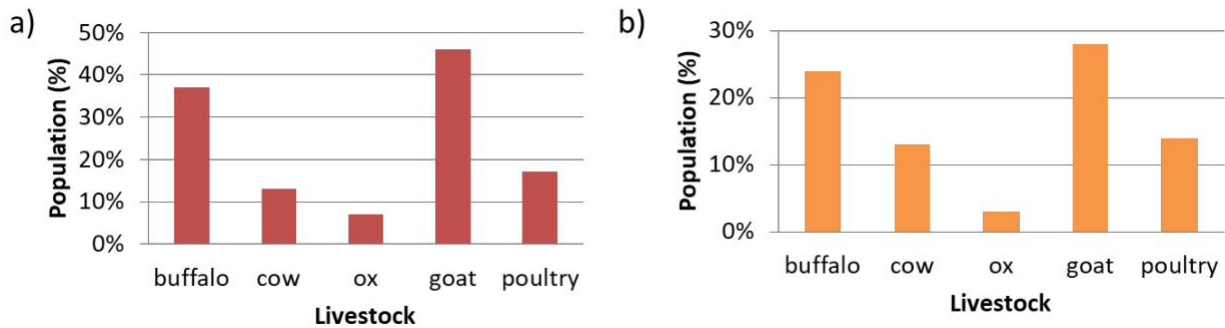 a)
Population (%)
50%
40%
30%
20%
10%
0%
buffalo cow ox goat poultry
Livestock
b)
Population (%)
30%
20%
10%
0%
buffalo cow ox goat poultry
Livestock